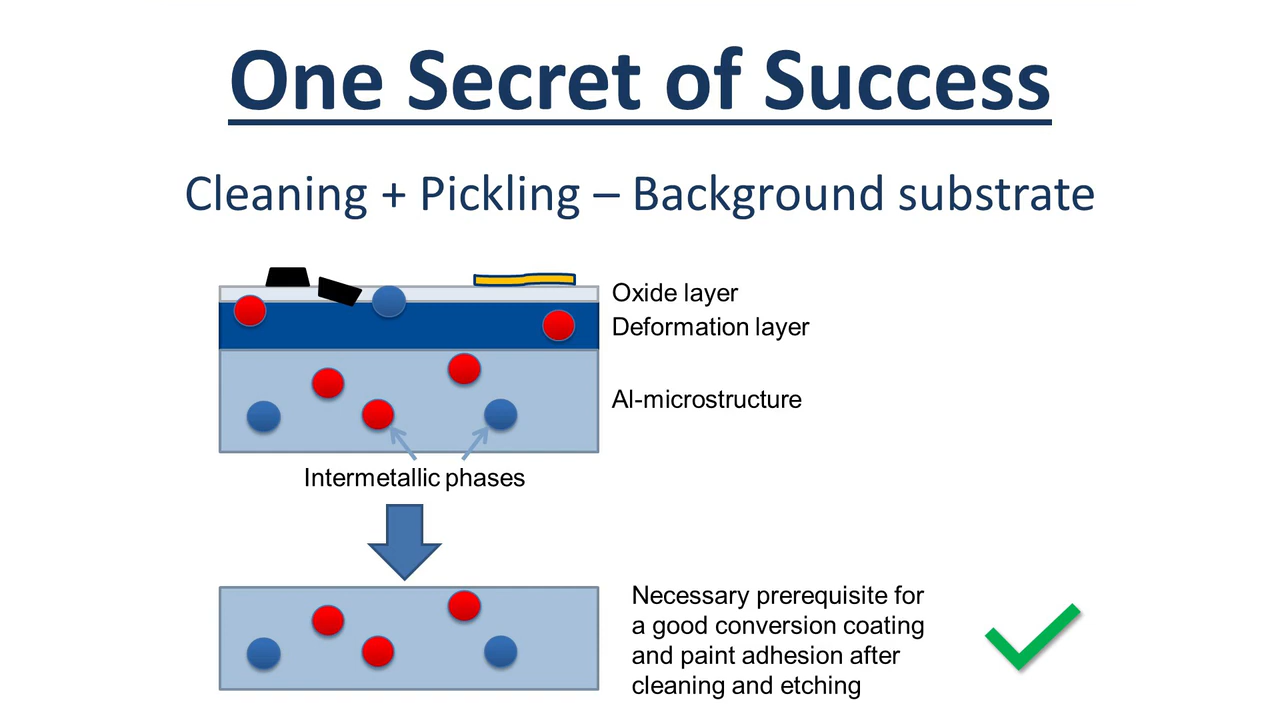 One Secret of Success
Cleaning + Pickling – Background substrate
Oxide layer
Deformation layer
Al-microstructure
Intermetallic phases
Necessary prerequisite for
a good conversion coating
and paint adhesion after
cleaning and etching